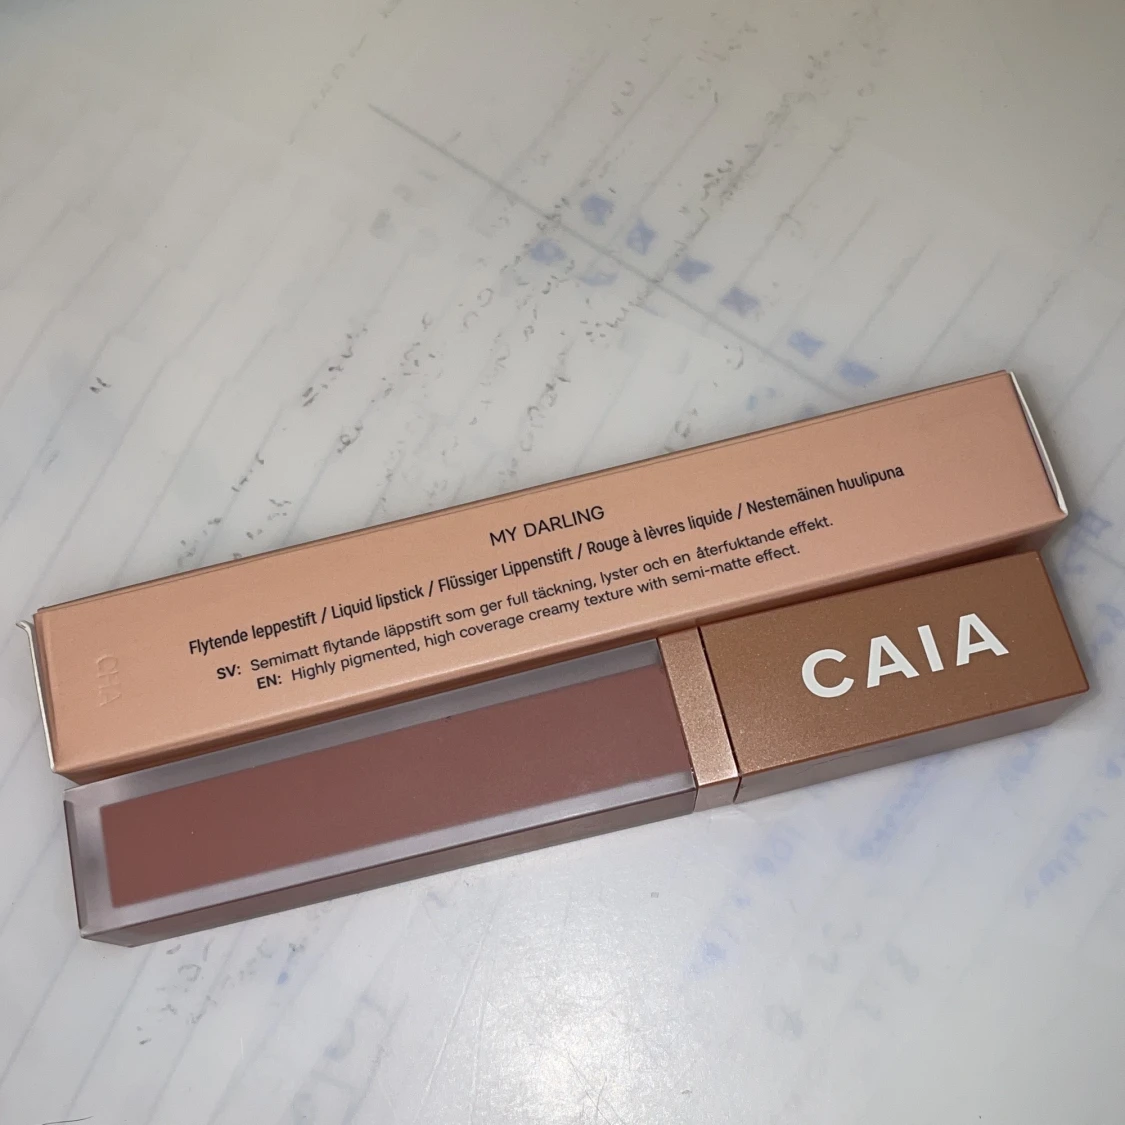 MY DARLING
Flytende leppestift / Liquid lipstick / Flüssiger Lippenstift / Rouge à lèvres liquide / Nestemäinen huulipuna
SV: Semimatt flytande läppstift som ger full täckning, lyster och en återfuktande effekt.
EN: Highly pigmented, high coverage creamy texture with semi-matte effect.
CAIA
CAIA